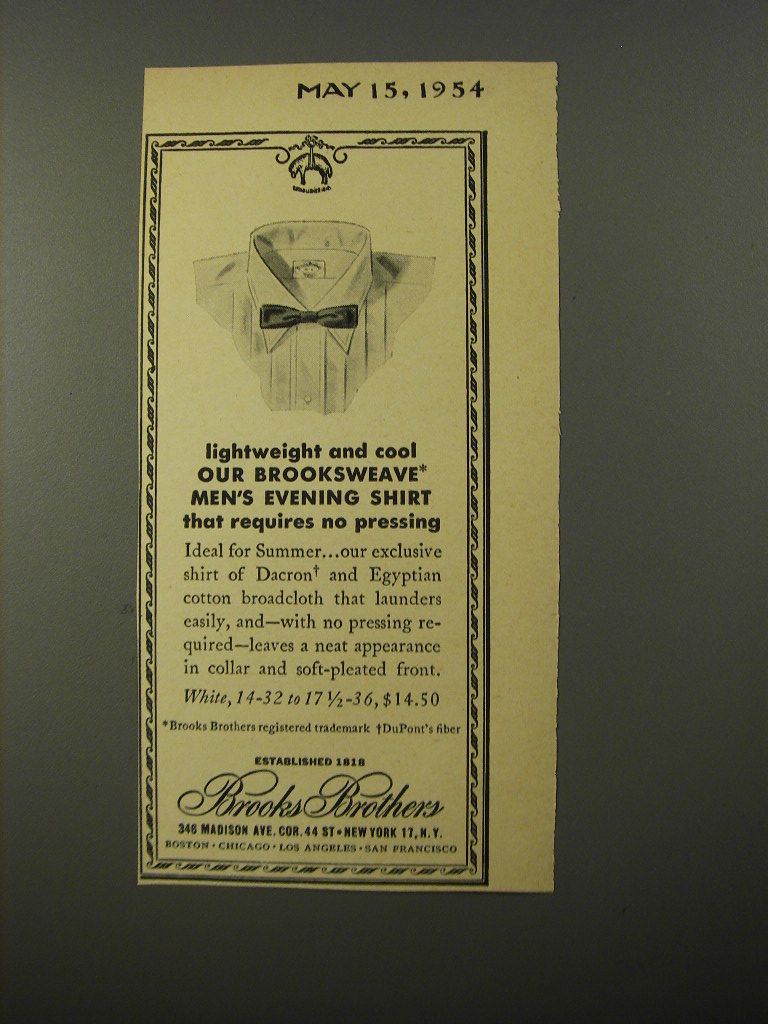 MAY 15, 1954
lightweight and cool
OUR BROOKSWEAVE*
MEN'S EVENING SHIRT
that requires no pressing
Ideal for Summer...our exclusive
shirt of Dacron† and Egyptian
cotton broadcloth that launders
easily, and—with no pressing re-
quired—leaves a neat appearance
in collar and soft-pleated front.
White, 14-32 to 17 ½-36, $14.50
*Brooks Brothers registered trademark †DuPont's fiber
ESTABLISHED 1818
Brooks Brothers
346 MADISON AVE. COR. 44 ST • NEW YORK 17, N.Y.
BOSTON • CHICAGO • LOS ANGELES • SAN FRANCISCO